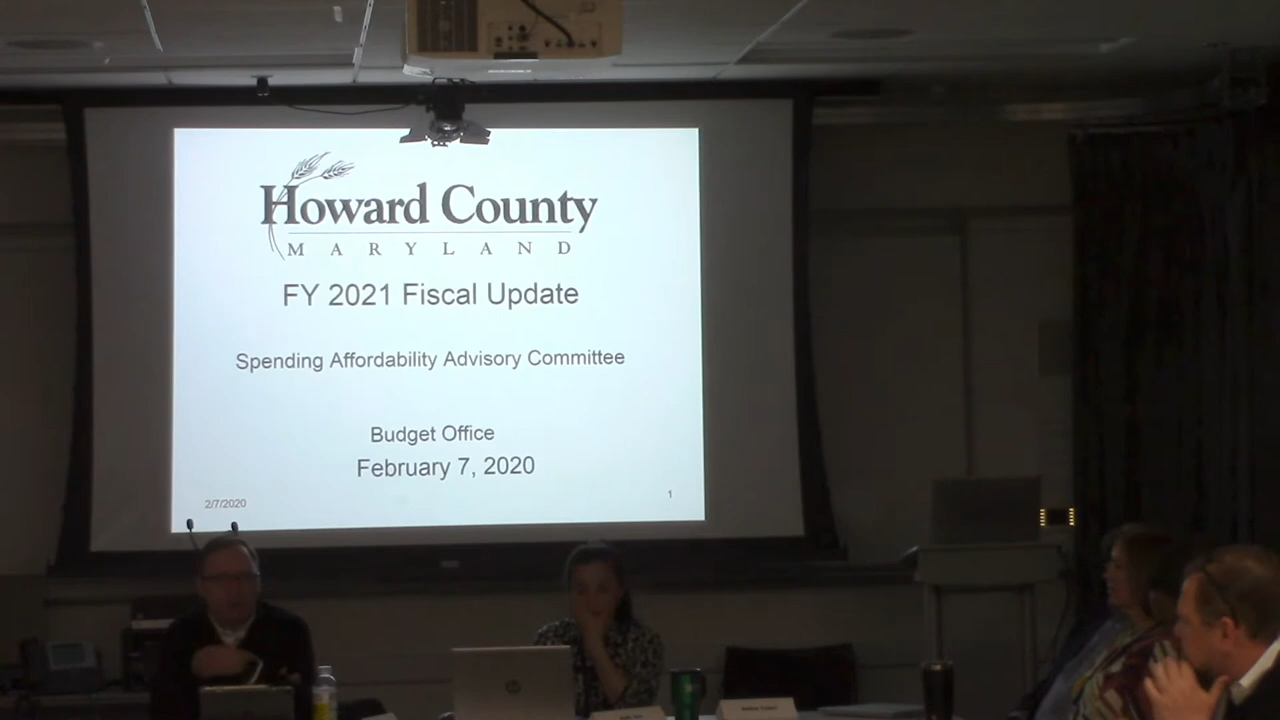 Howard County
MARYLAND
FY 2021 Fiscal Update
Spending Affordability Advisory Committee
Budget Office
February 7, 2020
2/7/2020
1
hp